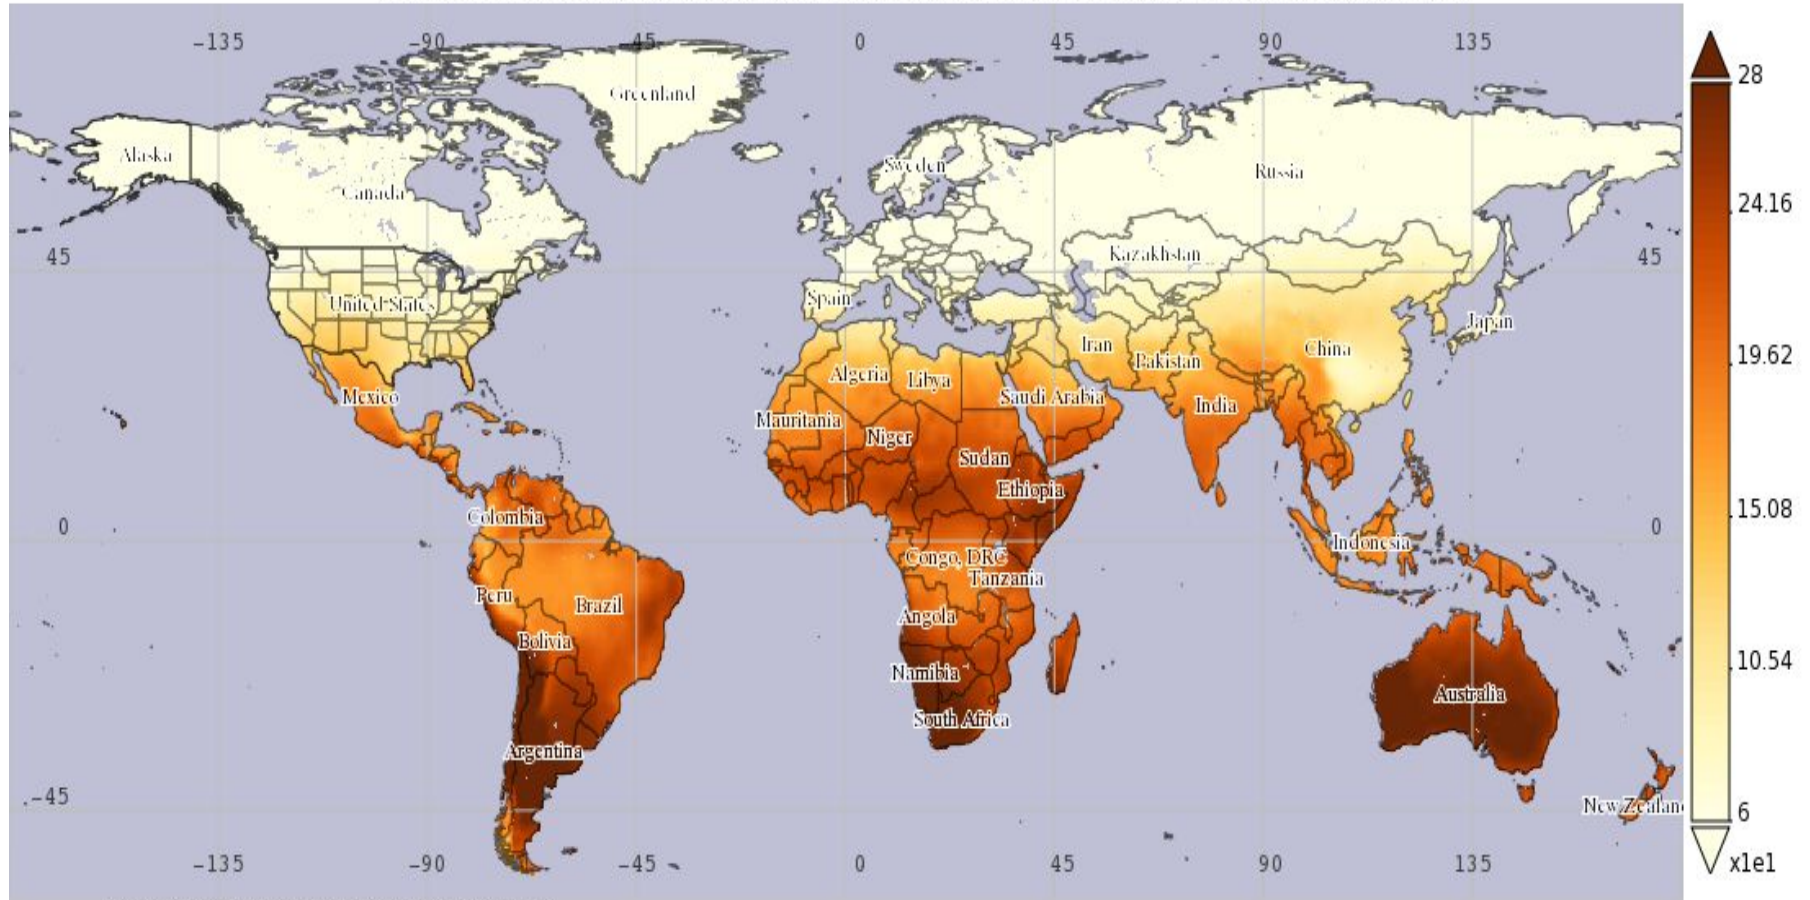 -135 -90 -45 0 45 90 135
28
Greenland
Alaska
Sweden
Russia
Canada
24.16
45 45
Kazakhstan
United States
Spain
Japan
Iran
China
19.62
Pakistan
Algeria
Libya
Mexico
Saudi Arabia
India
Mauritania
Niger
Sudan
Ethiopia
15.08
Colombia
0 0
Indonesia
Congo, DRC
Tanzania
Peru
Brazil
Angola
Bolivia
10.54
Namibia
Australia
South Africa
Argentina
-45
New Zealan
6
-135 -90 -45 0 45 90 135
x1e1